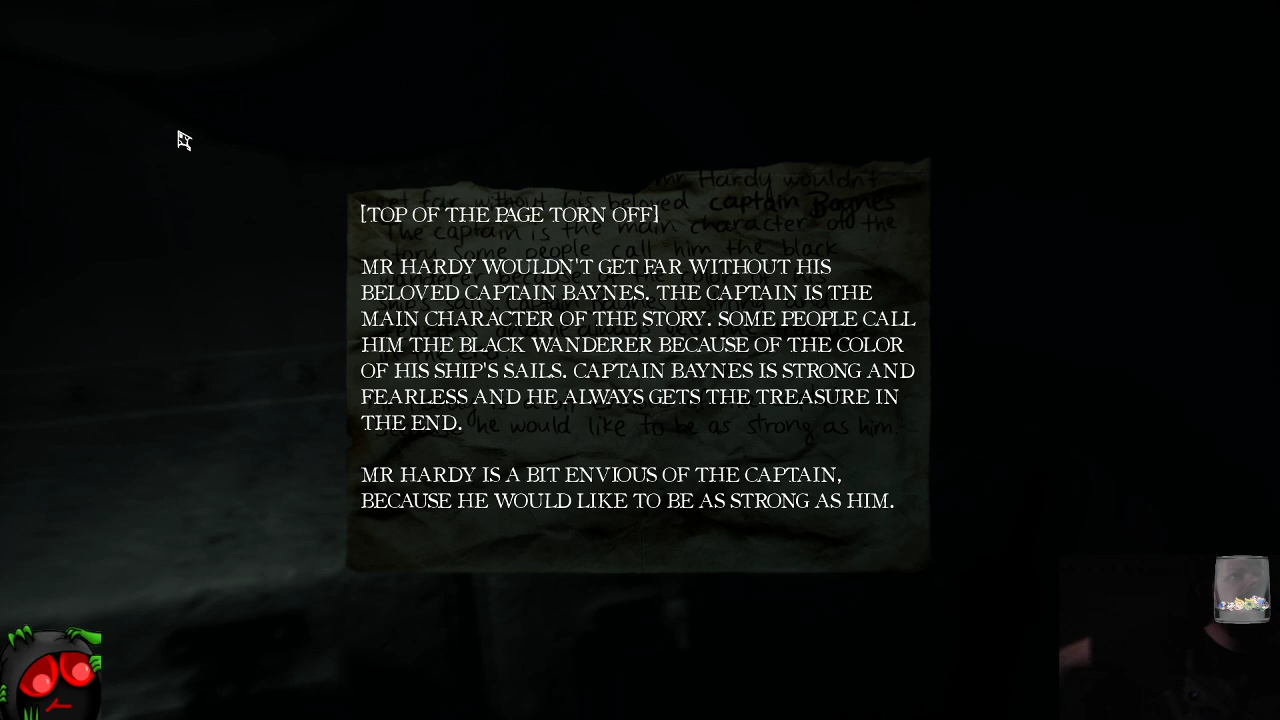 [TOP OF THE PAGE TORN OFF]
MR HARDY WOULDN'T GET FAR WITHOUT HIS
BELOVED CAPTAIN BAYNES. THE CAPTAIN IS THE
MAIN CHARACTER OF THE STORY. SOME PEOPLE CALL
HIM THE BLACK WANDERER BECAUSE OF THE COLOR
OF HIS SHIP'S SAILS. CAPTAIN BAYNES IS STRONG AND
FEARLESS AND HE ALWAYS GETS THE TREASURE IN
THE END.
MR HARDY IS A BIT ENVIOUS OF THE CAPTAIN,
BECAUSE HE WOULD LIKE TO BE AS STRONG AS HIM.